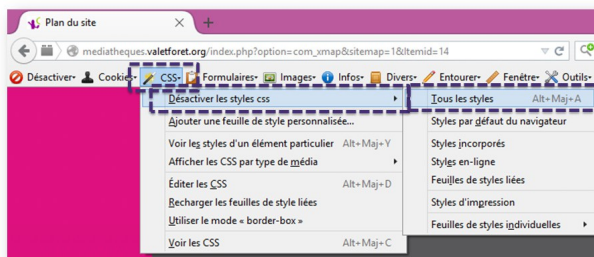 Plan du site
mediatheques.valetforet.org/index.php?option=com_xmap&sitemap=1&Itemid=14
Désactiver Cookies CSS Formulaires Images Infos Divers Entourer Fenêtre Outils
Désactiver les styles css
Ajouter une feuille de style personnalisée...
Voir les styles d'un élément particulier Alt+Maj+Y
Afficher les CSS par type de média
Éditer les CSS Alt+Maj+D
Recharger les feuilles de style liées
Utiliser le mode « border-box »
Voir les CSS Alt+Maj+C
Tous les styles Alt+Maj+A
Styles par défaut du navigateur
Styles incorporés
Styles en-ligne
Feuilles de styles liées
Styles d'impression
Feuilles de styles individuelles